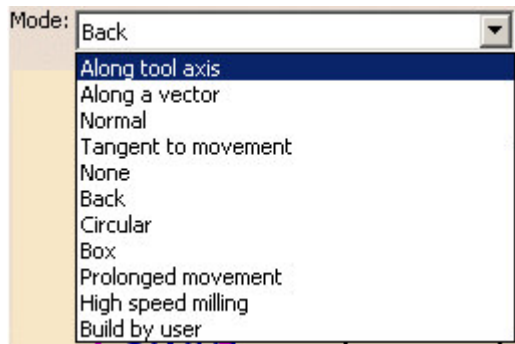 Mode: Back
Along tool axis
Along a vector
Normal
Tangent to movement
None
Back
Circular
Box
Prolonged movement
High speed milling
Build by user